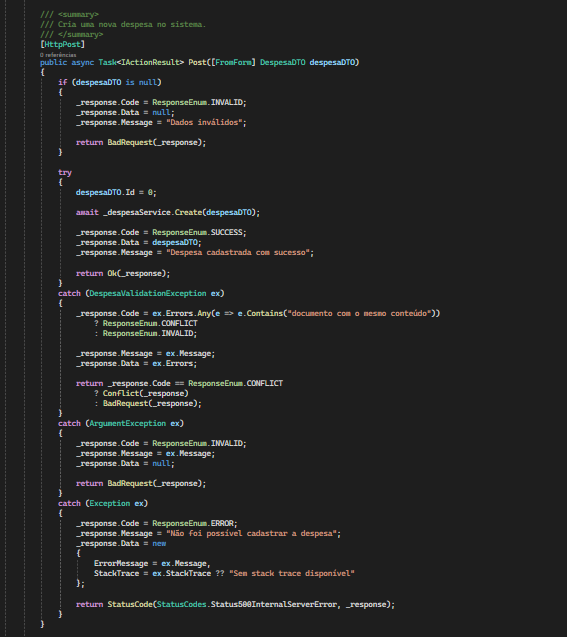 /// <summary>
/// Cria uma nova despesa no sistema.
/// </summary>
[HttpPost]
0 referências
public async Task<IActionResult> Post([FromForm] DespesaDTO despesaDTO)
{
if (despesaDTO is null)
{
_response.Code = ResponseEnum.INVALID;
_response.Data = null;
_response.Message = "Dados inválidos";
return BadRequest(_response);
}
try
{
despesaDTO.Id = 0;
await _despesaService.Create(despesaDTO);
_response.Code = ResponseEnum.SUCCESS;
_response.Data = despesaDTO;
_response.Message = "Despesa cadastrada com sucesso";
return Ok(_response);
}
catch (DespesaValidationException ex)
{
_response.Code = ex.Errors.Any(e => e.Contains("documento com o mesmo conteúdo"))
? ResponseEnum.CONFLICT
: ResponseEnum.INVALID;
_response.Message = ex.Message;
_response.Data = ex.Errors;
return _response.Code == ResponseEnum.CONFLICT
? Conflict(_response)
: BadRequest(_response);
}
catch (ArgumentException ex)
{
_response.Code = ResponseEnum.INVALID;
_response.Message = ex.Message;
_response.Data = null;
return BadRequest(_response);
}
catch (Exception ex)
{
_response.Code = ResponseEnum.ERROR;
_response.Message = "Não foi possível cadastrar a despesa";
_response.Data = new
{
ErrorMessage = ex.Message,
StackTrace = ex.StackTrace ?? "Sem stack trace disponível"
};
return StatusCode(StatusCodes.Status500InternalServerError, _response);
}
}